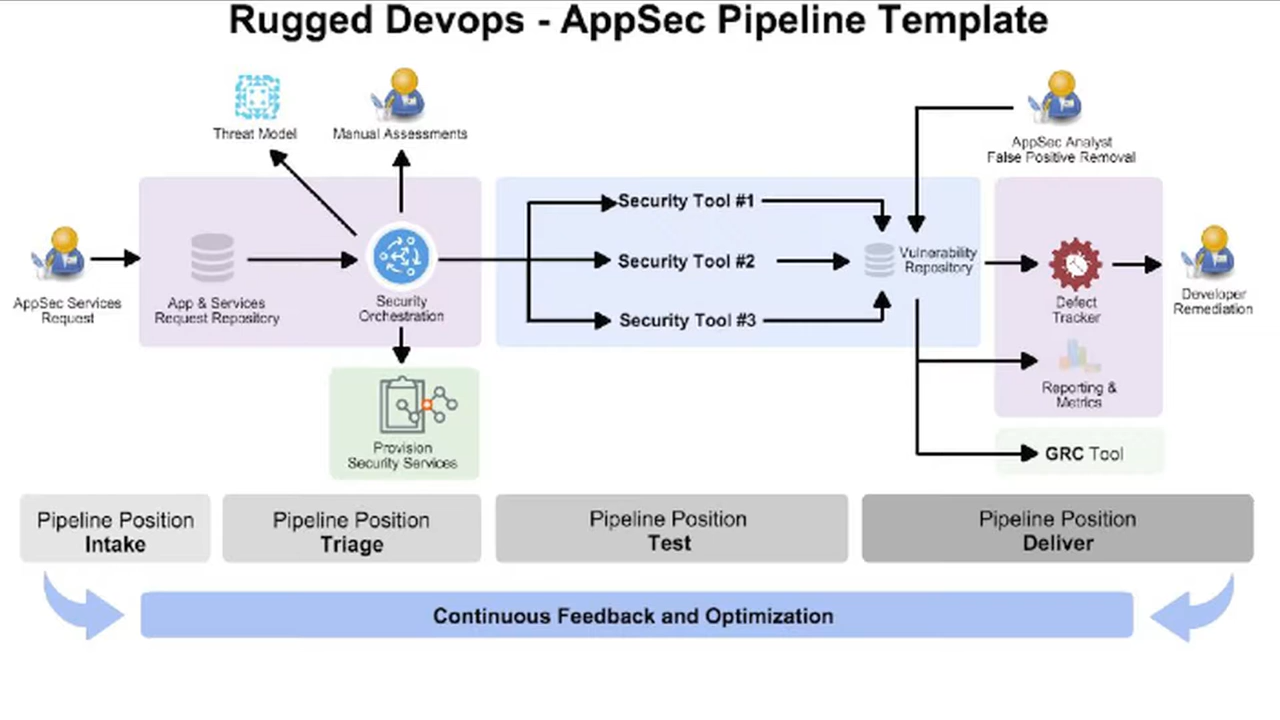 Rugged Devops - AppSec Pipeline Template
Threat Model
Manual Assessments
AppSec Analyst
False Positive Removal
AppSec Services
Request
App & Services
Request Repository
Security
Orchestration
Security Tool #1
Security Tool #2
Security Tool #3
Vulnerability
Repository
Defect
Tracker
Developer
Remediation
Reporting &
Metrics
Provision
Security Services
GRC Tool
Pipeline Position
Intake
Pipeline Position
Triage
Pipeline Position
Test
Pipeline Position
Deliver
Continuous Feedback and Optimization